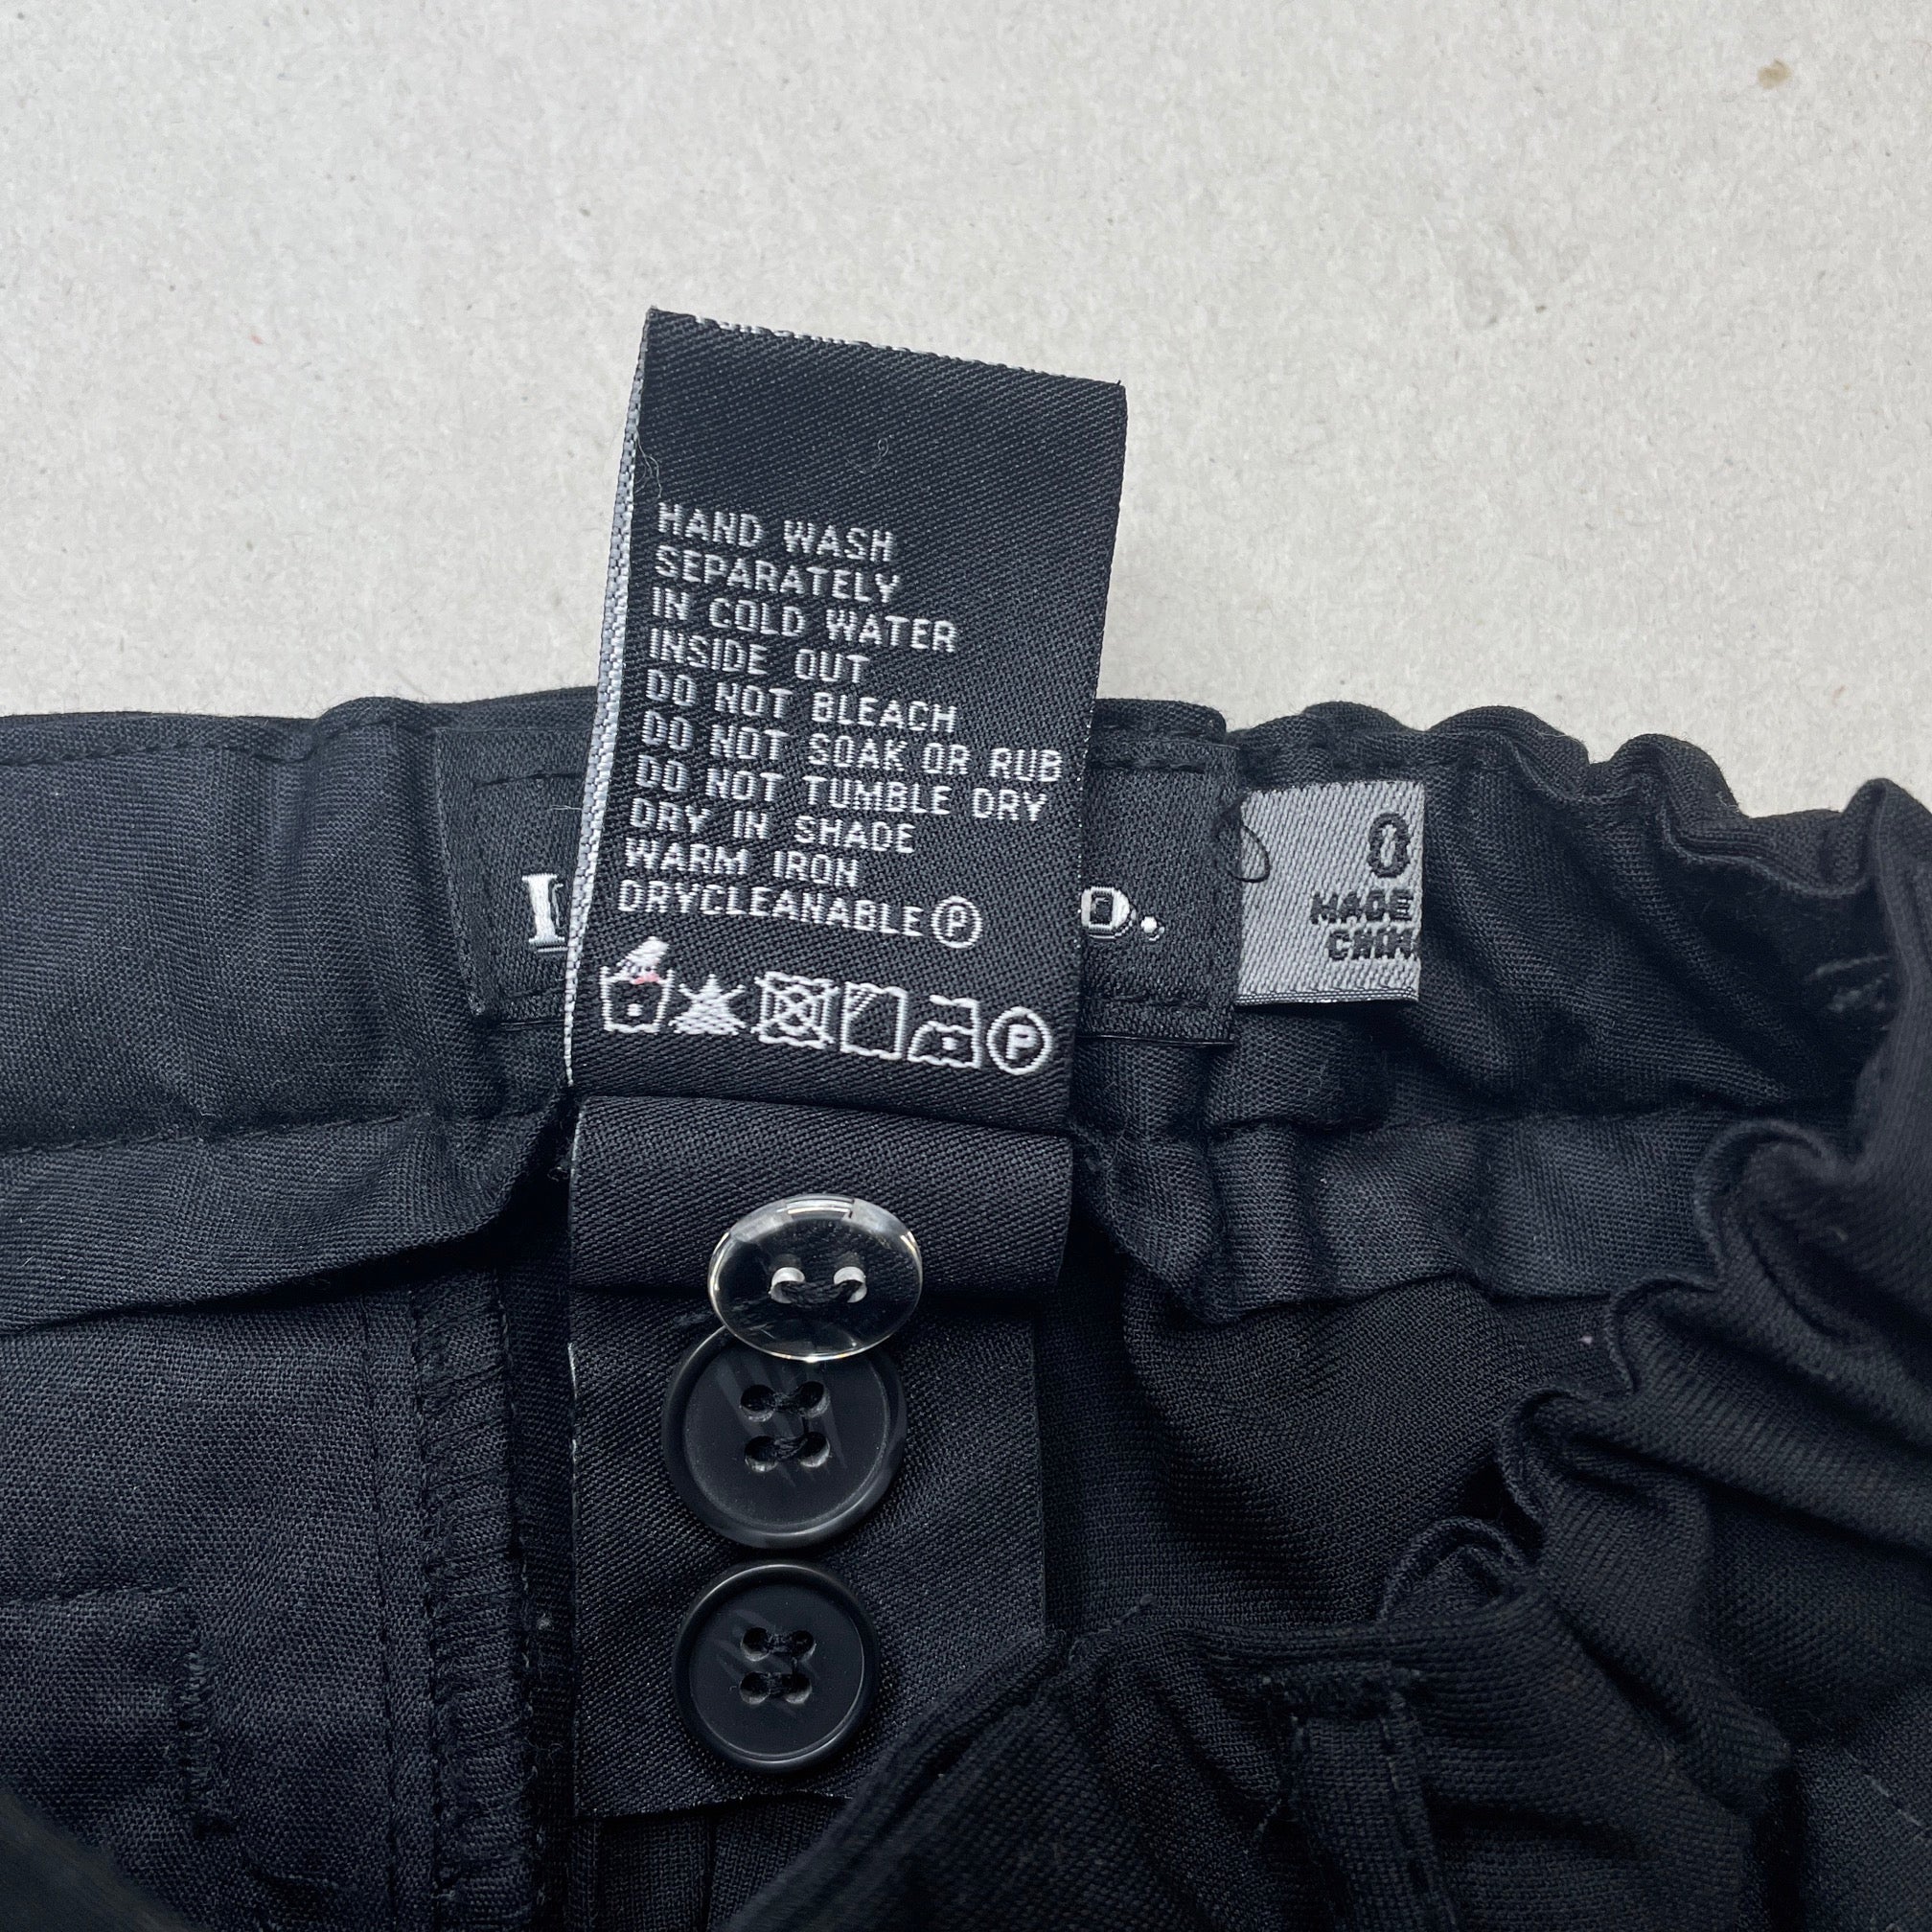 HAND WASH
SEPARATELY
IN COLD WATER
INSIDE OUT
DO NOT BLEACH
DO NOT SOAK OR RUB
DO NOT TUMBLE DRY
DRY IN SHADE
WARM IRON
DRYCLEANABLE Ⓟ
Ⓟ
0
MADE